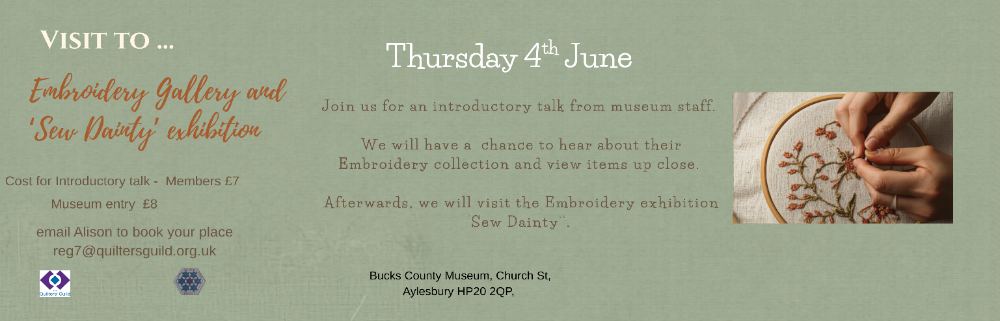 Visit to ...
Embroidery Gallery and
'Sew Dainty' exhibition
Cost for Introductory talk - Members £7
Museum entry £8
email Alison to book your place
reg7@quiltersguild.org.uk
Quilters' Guild
Thursday 4th June
Join us for an introductory talk from museum staff.
We will have a chance to hear about their
Embroidery collection and view items up close.
Afterwards, we will visit the Embroidery exhibition
'Sew Dainty'.
Bucks County Museum, Church St,
Aylesbury HP20 2QP,